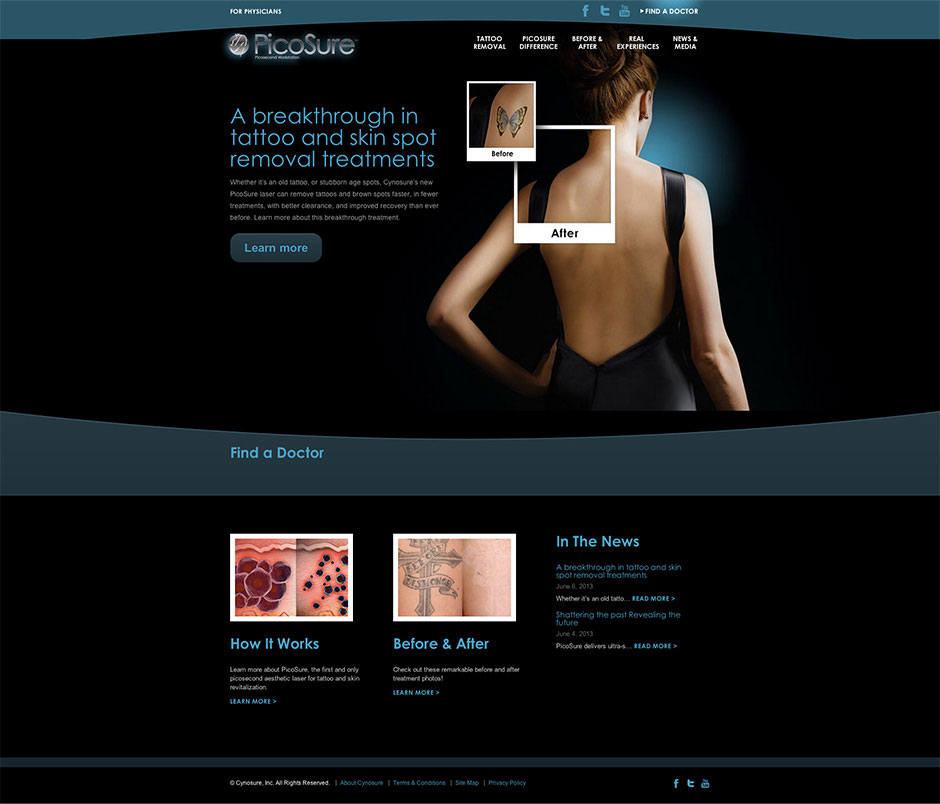 FOR PHYSICIANS
FIND A DOCTOR
PicoSure
Picosecond Workstation
TATTOO
REMOVAL
PICOSURE
DIFFERENCE
BEFORE &
AFTER
REAL
EXPERIENCES
NEWS &
MEDIA
A breakthrough in
tattoo and skin spot
removal treatments
Whether it's an old tattoo, or stubborn age spots, Cynosure's new
PicoSure laser can remove tattoos and brown spots faster, in fewer
treatments, with better clearance, and improved recovery than ever
before. Learn more about this breakthrough treatment.
Learn more
Before
After
Find a Doctor
How It Works
Learn more about PicoSure, the first and only
picosecond aesthetic laser for tattoo and skin
revitalization.
LEARN MORE >
Before & After
Check out these remarkable before and after
treatment photos!
LEARN MORE >
In The News
A breakthrough in tattoo and skin
spot removal treatments
June 6, 2013
Whether it's an old tatto... READ MORE >
Shattering the past Revealing the
future
June 4, 2013
PicoSure delivers ultra-s... READ MORE >
© Cynosure, Inc. All Rights Reserved. | About Cynosure | Terms & Conditions | Site Map | Privacy Policy